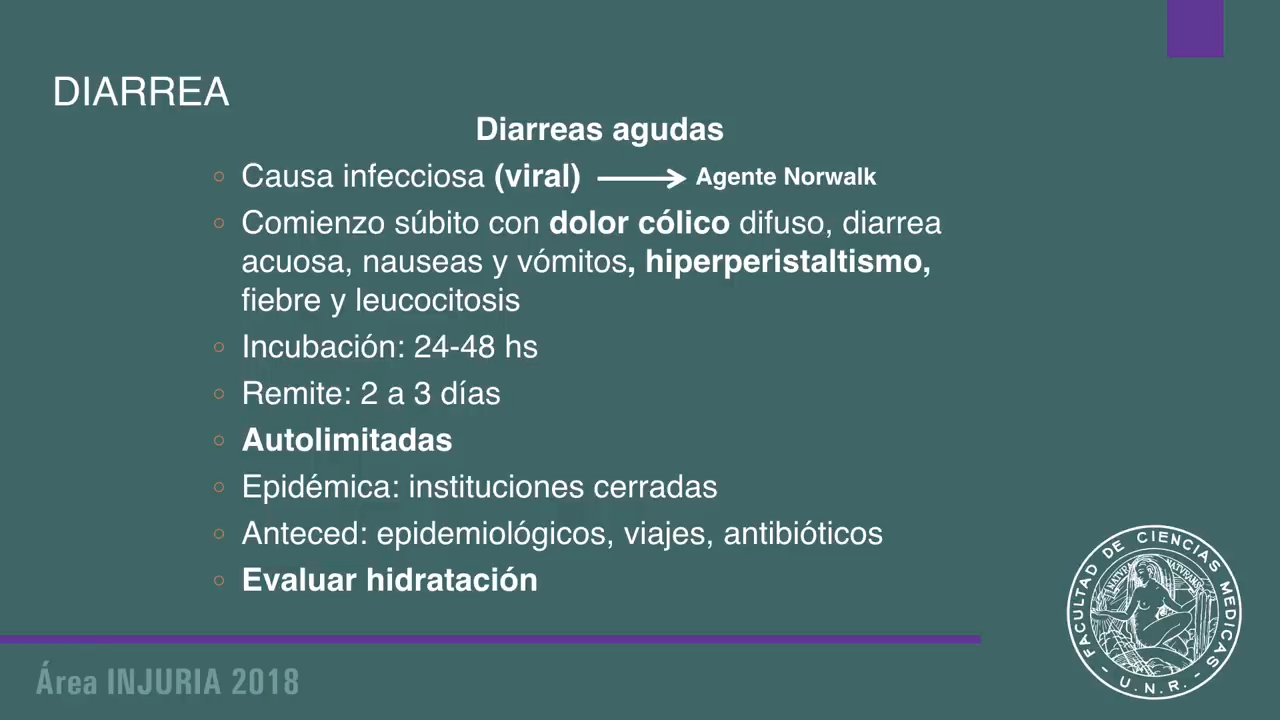 DIARREA
Diarreas agudas
Causa infecciosa (viral) → Agente Norwalk
Comienzo súbito con dolor cólico difuso, diarrea
acuosa, nauseas y vómitos, hiperperistaltismo,
fiebre y leucocitosis
Incubación: 24-48 hs
Remite: 2 a 3 días
Autolimitadas
Epidémica: instituciones cerradas
Anteced: epidemiológicos, viajes, antibióticos
Evaluar hidratación
FACULTAD DE CIENCIAS MEDICAS
- U.N.R. -
Área INJURIA 2018